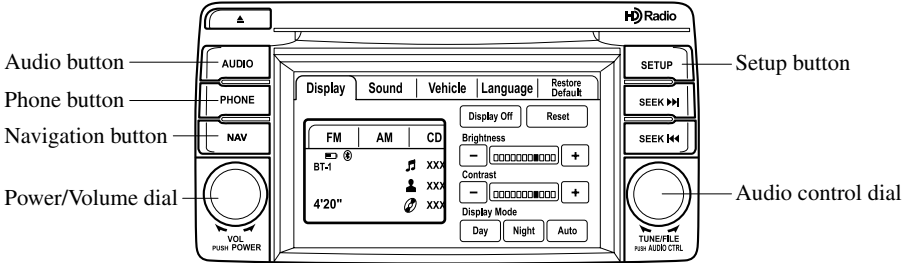 HD Radio
Audio button
AUDIO
SETUP
Setup button
Phone button
PHONE
SEEK
Navigation button
NAV
SEEK
Display Sound Vehicle Language Restore Default
Display Off Reset
FM AM CD
Brightness
BT-1
XXX
− +
XXX
Contrast
4'20"
XXX
− +
Display Mode
Day Night Auto
Power/Volume dial
Audio control dial
VOL
PUSH POWER
TUNE/FILE
PUSH AUDIO CTRL